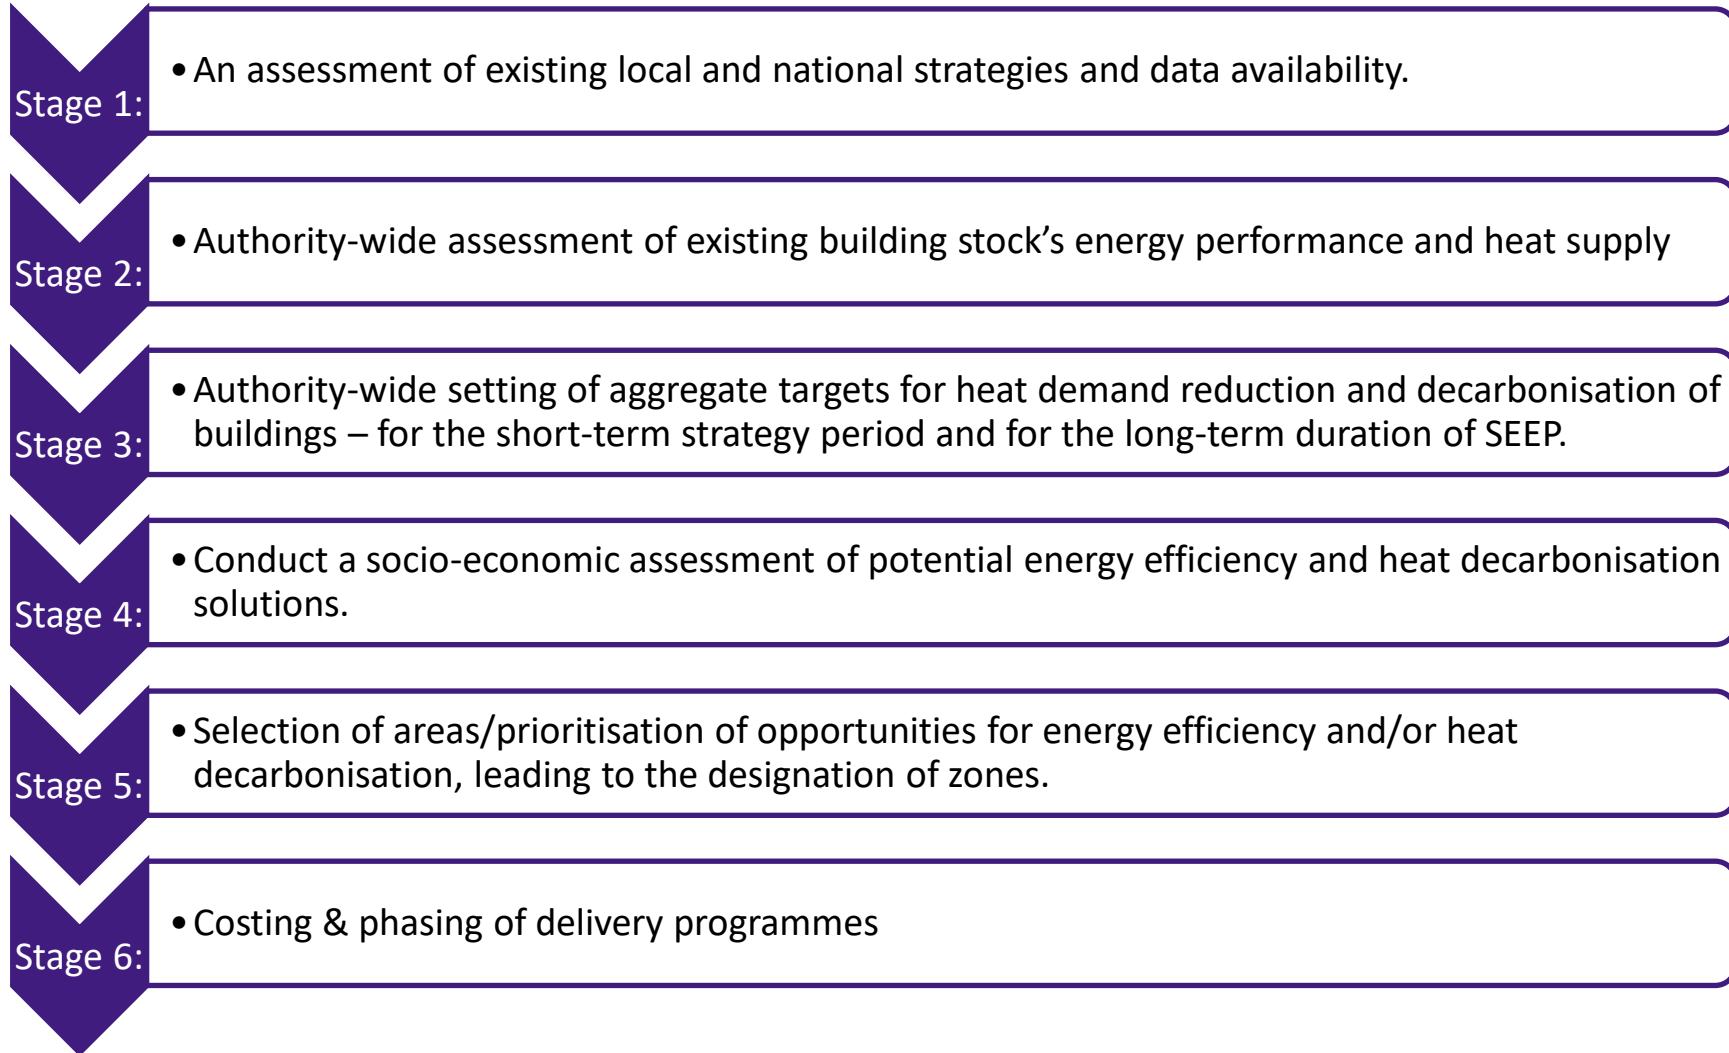 Stage 1:
• An assessment of existing local and national strategies and data availability.
Stage 2:
• Authority-wide assessment of existing building stock’s energy performance and heat supply
Stage 3:
• Authority-wide setting of aggregate targets for heat demand reduction and decarbonisation of
buildings – for the short-term strategy period and for the long-term duration of SEEP.
Stage 4:
• Conduct a socio-economic assessment of potential energy efficiency and heat decarbonisation
solutions.
Stage 5:
• Selection of areas/prioritisation of opportunities for energy efficiency and/or heat
decarbonisation, leading to the designation of zones.
Stage 6:
• Costing & phasing of delivery programmes